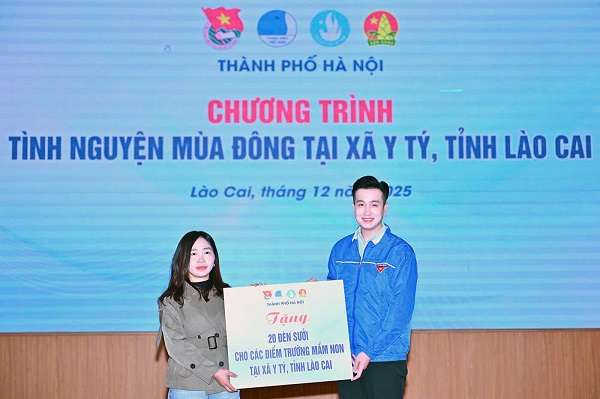 THÀNH PHỐ HÀ NỘI
CHƯƠNG TRÌNH
TÌNH NGUYỆN MÙA ĐÔNG TẠI XÃ Y TÝ, TỈNH LÀO CAI
Lào Cai, tháng 12 nă 2025
THÀNH PHỐ HÀ NỘI
Tặng
20 ĐÈN SƯỞI
CHO CÁC ĐIỂM TRƯỜNG MẦM NON
TẠI XÃ Y TÝ, TỈNH LÀO CAI